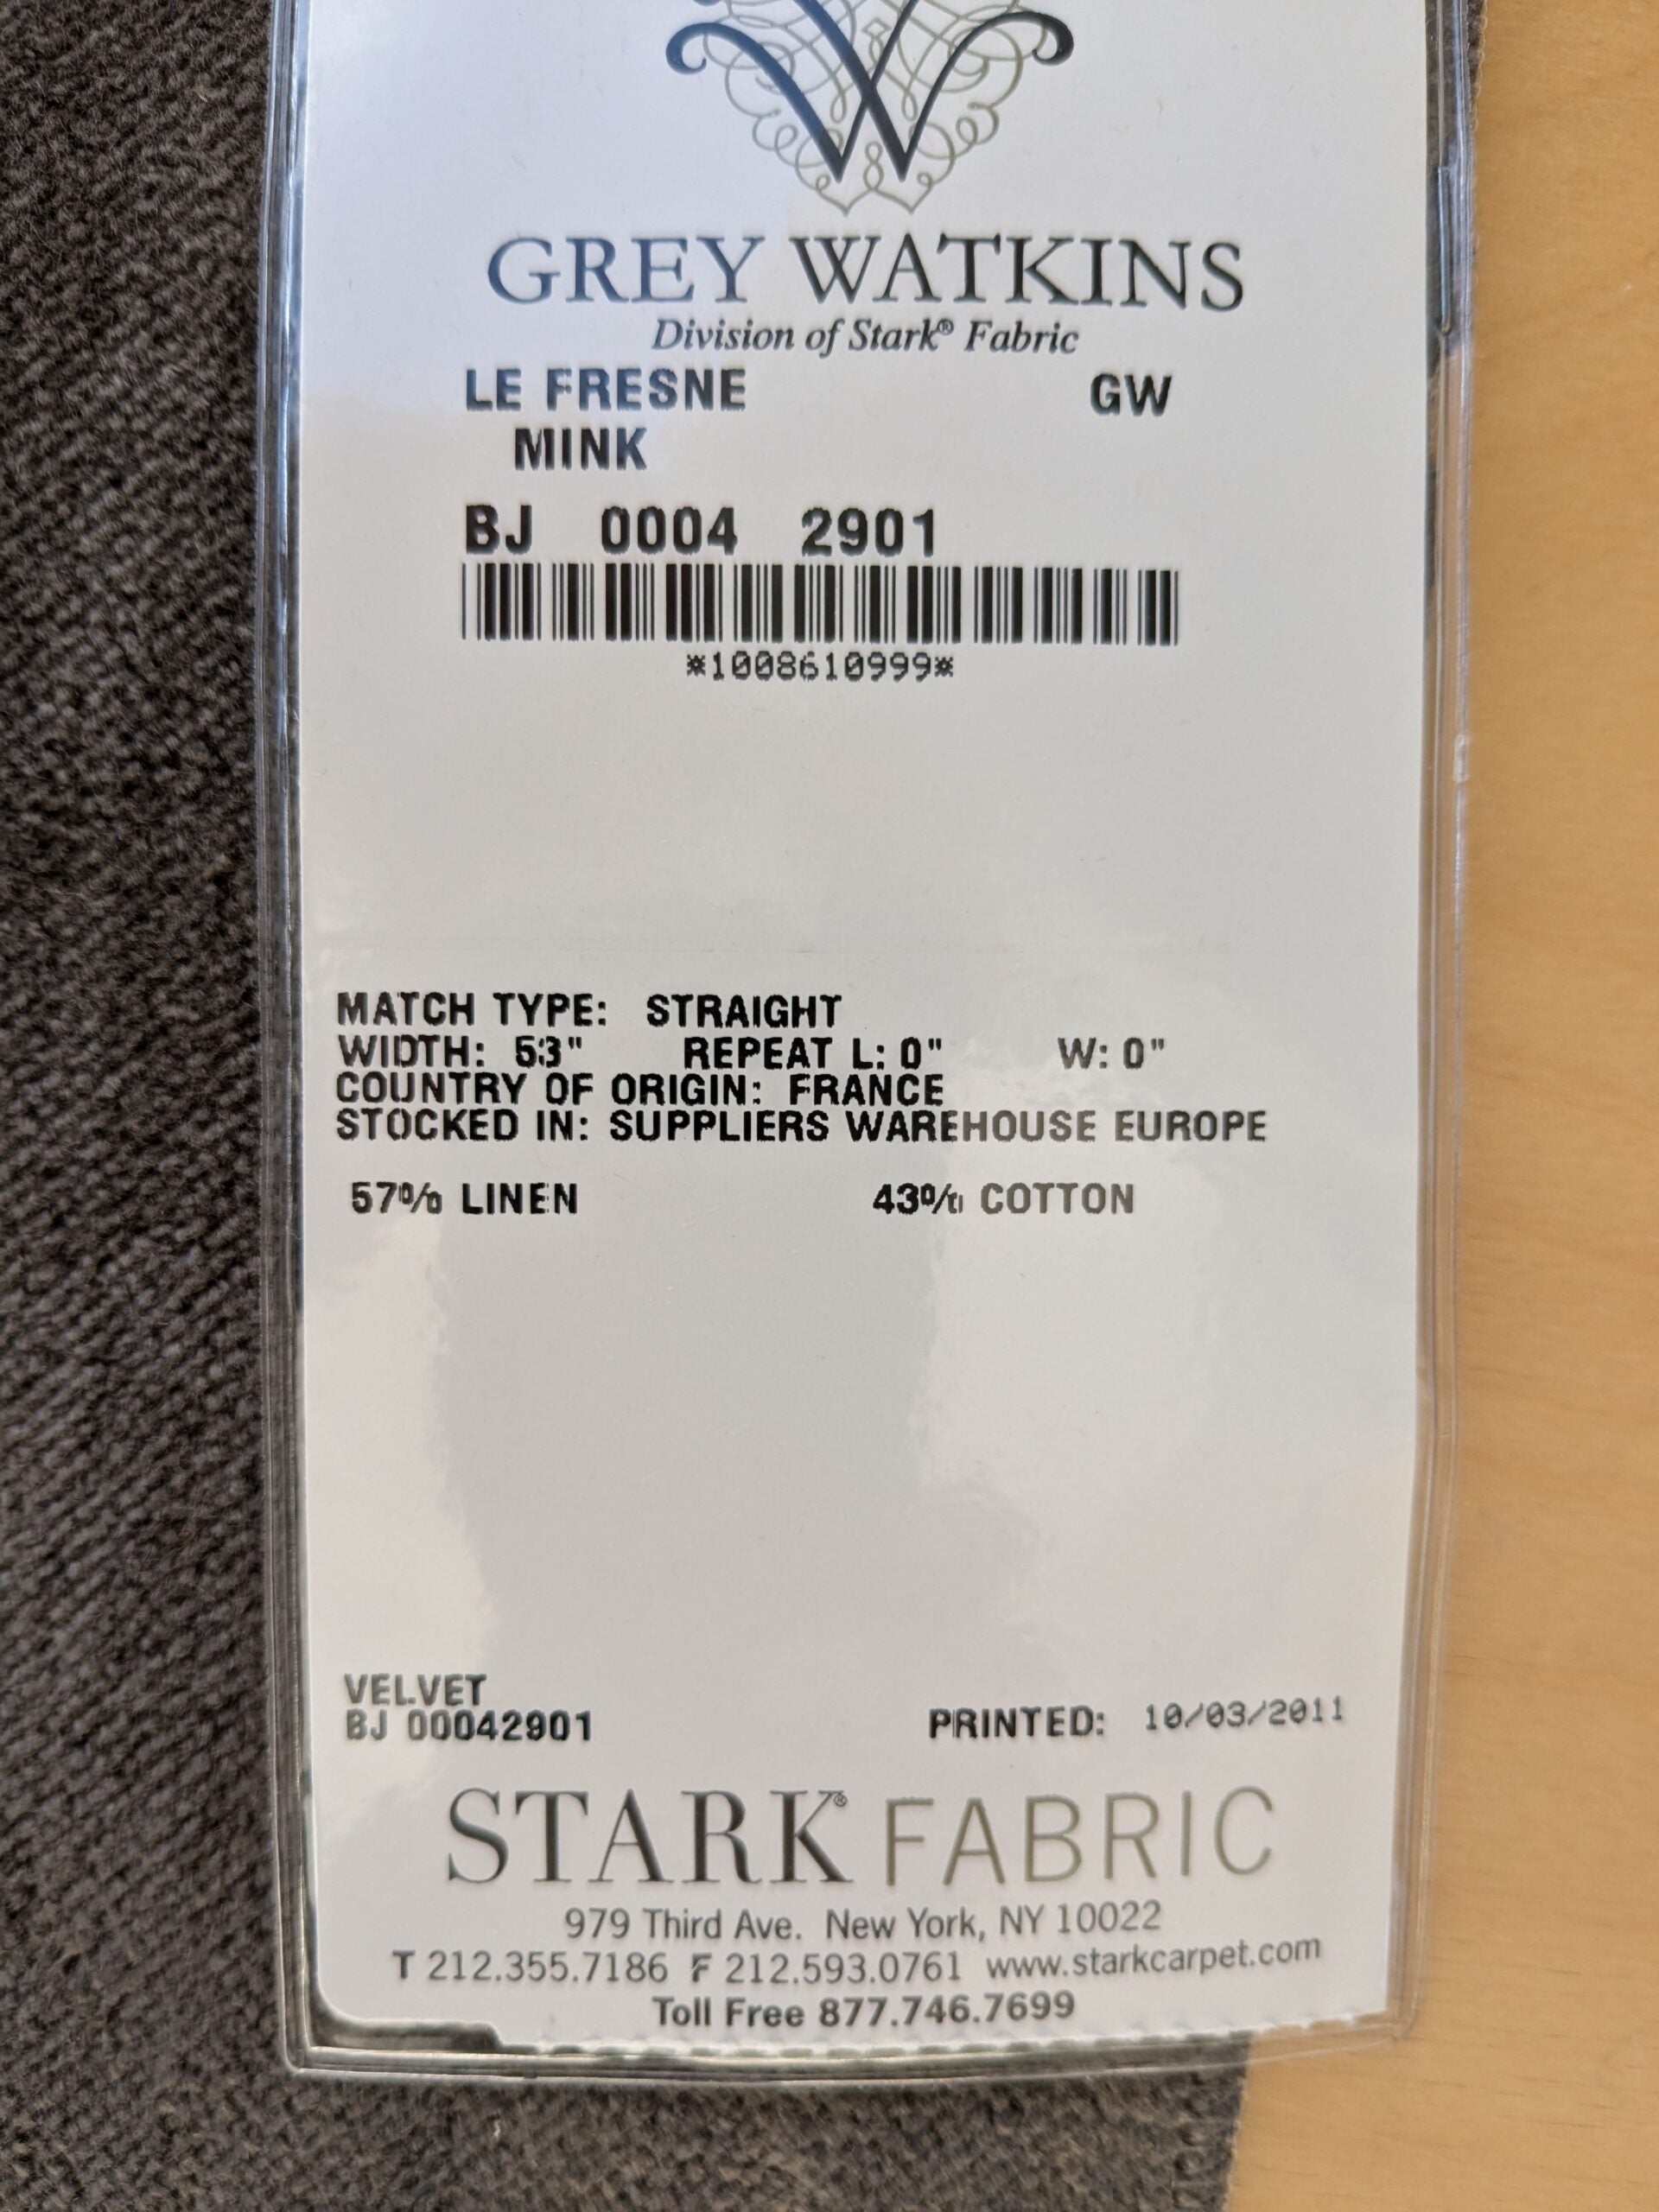 W
GREY WATKINS
Division of Stark® Fabric
LE FRESNE GW
MINK
BJ 0004 2901
*1008610999*
MATCH TYPE: STRAIGHT
WIDTH: 53" REPEAT L: 0" W: 0"
COUNTRY OF ORIGIN: FRANCE
STOCKED IN: SUPPLIERS WAREHOUSE EUROPE
57% LINEN 43% COTTON
VELVET
BJ 00042901 PRINTED: 10/03/2011
STARK® FABRIC
979 Third Ave. New York, NY 10022
T 212.355.7186 F 212.593.0761 www.starkcarpet.com
Toll Free 877.746.7699